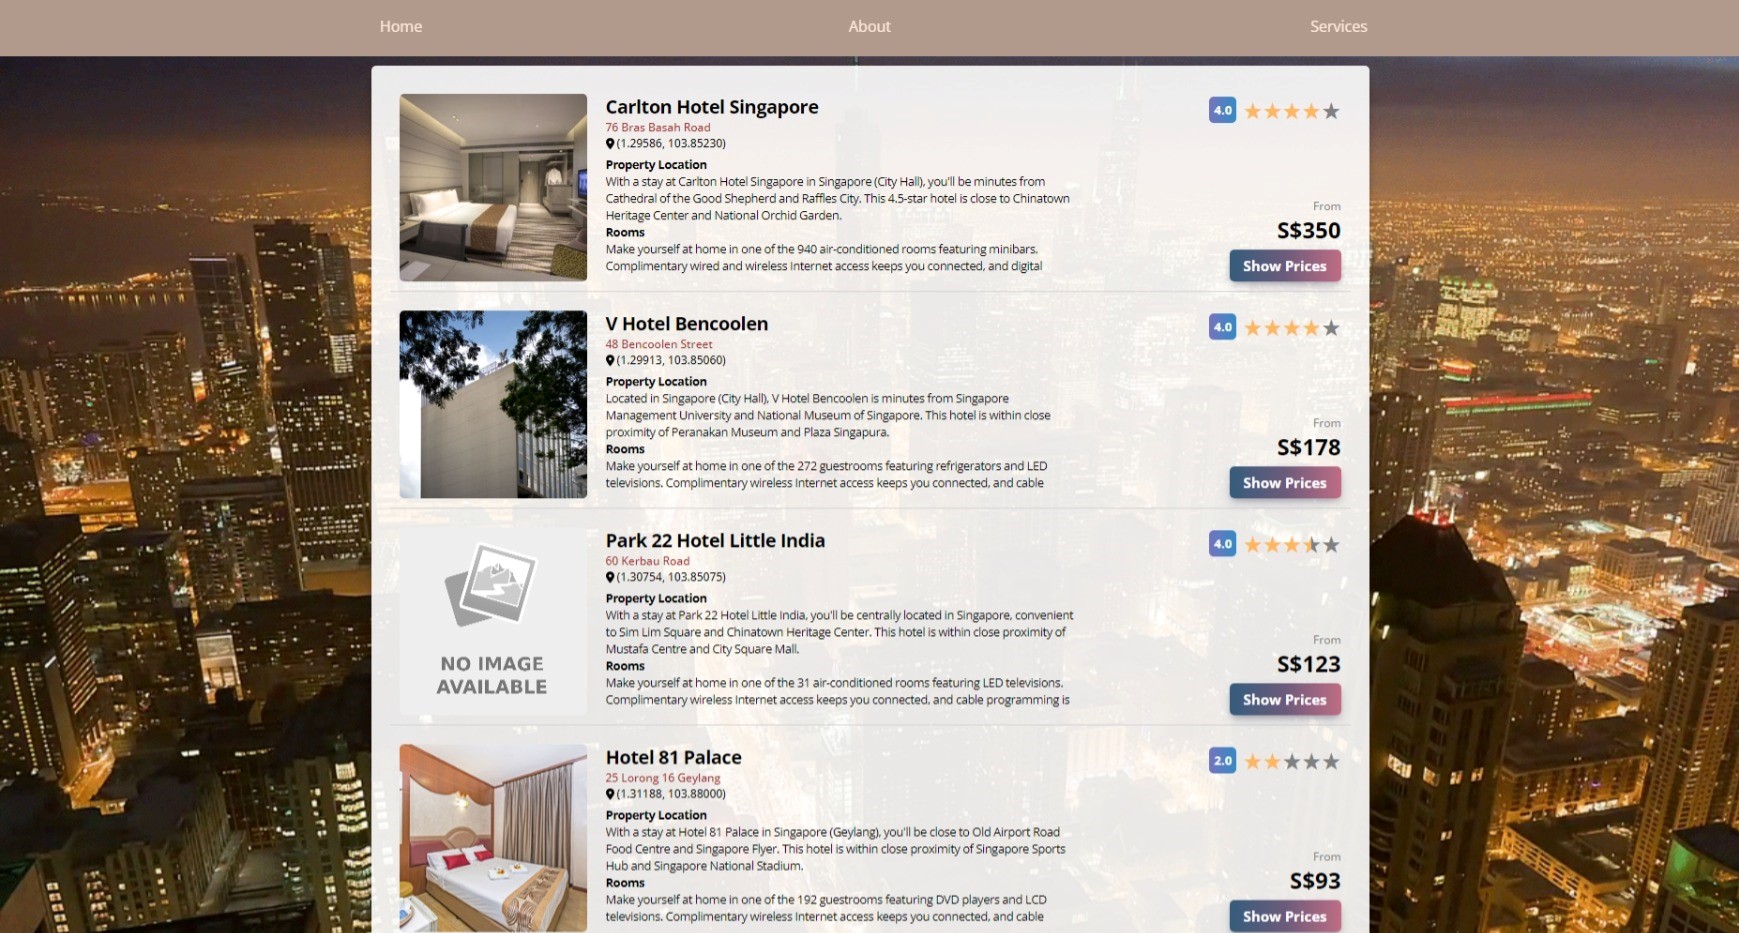 Home
About
Services
Carlton Hotel Singapore
4.0
76 Bras Basah Road
(1.29586, 103.85230)
Property Location
With a stay at Carlton Hotel Singapore in Singapore (City Hall), you'll be minutes from
Cathedral of the Good Shepherd and Raffles City. This 4.5-star hotel is close to Chinatown
Heritage Center and National Orchid Garden.
Rooms
Make yourself at home in one of the 940 air-conditioned rooms featuring minibars.
Complimentary wired and wireless Internet access keeps you connected, and digital
From
S$350
Show Prices
V Hotel Bencoolen
4.0
48 Bencoolen Street
(1.29913, 103.85060)
Property Location
Located in Singapore (City Hall), V Hotel Bencoolen is minutes from Singapore
Management University and National Museum of Singapore. This hotel is within close
proximity of Peranakan Museum and Plaza Singapura.
Rooms
Make yourself at home in one of the 272 guestrooms featuring refrigerators and LED
televisions. Complimentary wireless Internet access keeps you connected, and cable
From
S$178
Show Prices
NO IMAGE
AVAILABLE
Park 22 Hotel Little India
4.0
60 Kerbau Road
(1.30754, 103.85075)
Property Location
With a stay at Park 22 Hotel Little India, you'll be centrally located in Singapore, convenient
to Sim Lim Square and Chinatown Heritage Center. This hotel is within close proximity of
Mustafa Centre and City Square Mall.
Rooms
Make yourself at home in one of the 31 air-conditioned rooms featuring LED televisions.
Complimentary wireless Internet access keeps you connected, and cable programming is
From
S$123
Show Prices
Hotel 81 Palace
2.0
25 Lorong 16 Geylang
(1.31188, 103.88000)
Property Location
With a stay at Hotel 81 Palace in Singapore (Geylang), you'll be close to Old Airport Road
Food Centre and Singapore Flyer. This hotel is within close proximity of Singapore Sports
Hub and Singapore National Stadium.
Rooms
Make yourself at home in one of the 192 guestrooms featuring DVD players and LCD
televisions. Complimentary wireless Internet access keeps you connected, and cable
From
S$93
Show Prices